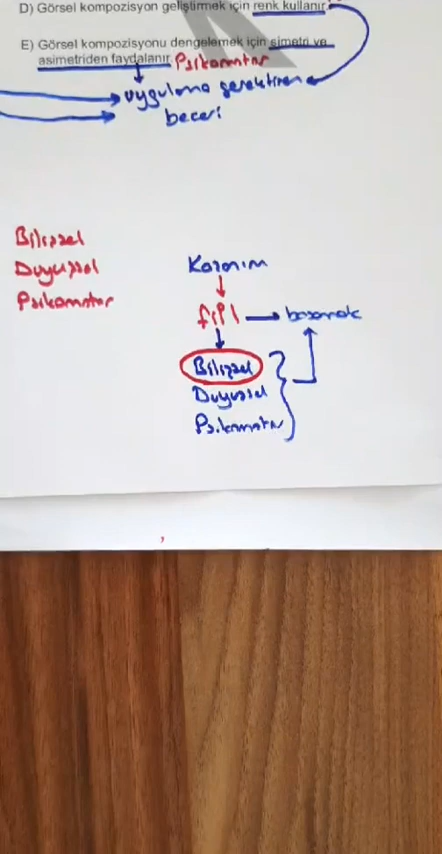 D) Görsel kompozisyon geliştirmek için renk kullanır.
E) Görsel kompozisyonu dengelemek için simetri ve
asimetriden faydalanır. Psikomotor
uygulama gerektiren
beceri
Bilişsel
Duyuşsal
Psikomotor
Kazanım
fiil → basamak
Bilişsel
Duyuşsal
Psikomotor